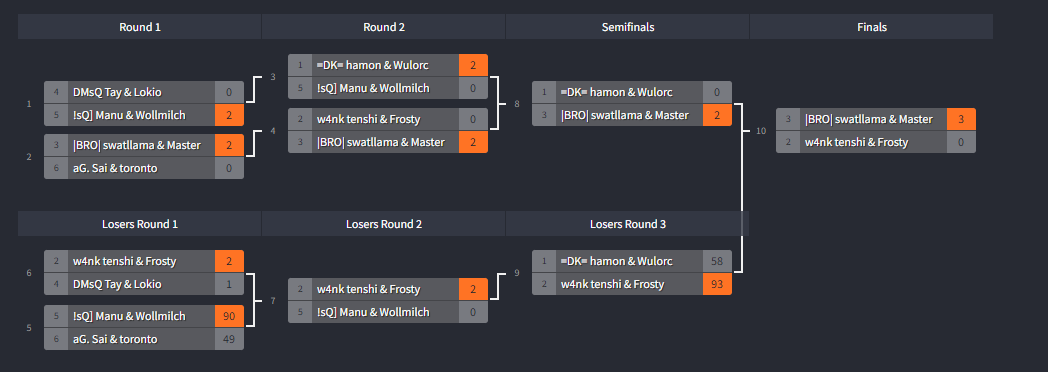 Round 1 Round 2 Semifinals Finals
1
4 DMsQ Tay & Lokio 0
5 !sQ] Manu & Wollmilch 2
2
3 |BRO| swatllama & Master 2
6 aG. Sai & toronto 0
3
1 =DK= hamon & Wulorc 2
5 !sQ] Manu & Wollmilch 0
4
2 w4nk tenshi & Frosty 0
3 |BRO| swatllama & Master 2
8
1 =DK= hamon & Wulorc 0
3 |BRO| swatllama & Master 2
10
3 |BRO| swatllama & Master 3
2 w4nk tenshi & Frosty 0
Losers Round 1 Losers Round 2 Losers Round 3
6
2 w4nk tenshi & Frosty 2
4 DMsQ Tay & Lokio 1
5
5 !sQ] Manu & Wollmilch 90
6 aG. Sai & toronto 49
7
2 w4nk tenshi & Frosty 2
5 !sQ] Manu & Wollmilch 0
9
1 =DK= hamon & Wulorc 58
2 w4nk tenshi & Frosty 93